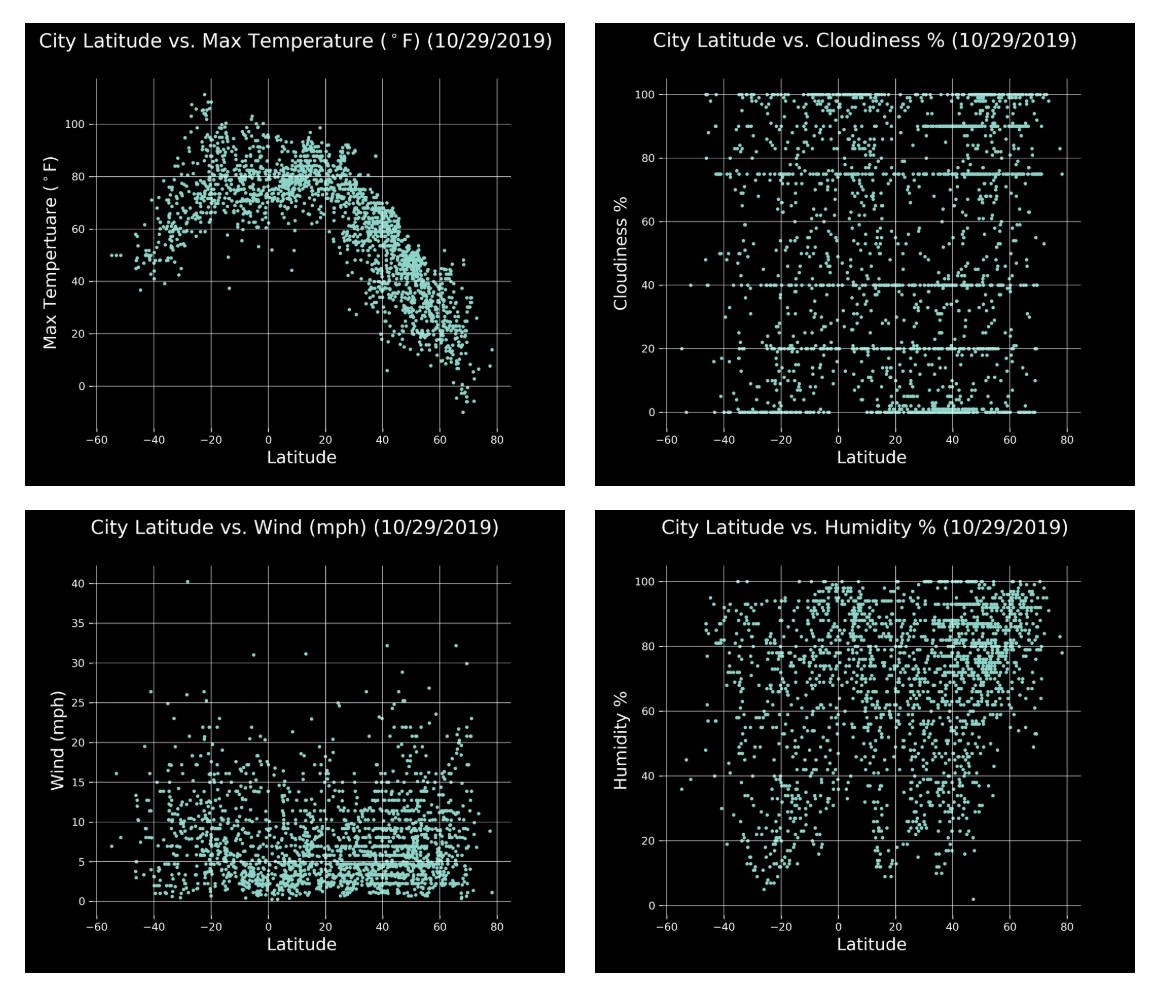 City Latitude vs. Max Temperature (°F) (10/29/2019)
Max Tempertuare (°F)
100
80
60
40
20
0
−60 −40 −20 0 20 40 60 80
Latitude
City Latitude vs. Cloudiness % (10/29/2019)
Cloudiness %
100
80
60
40
20
0
−60 −40 −20 0 20 40 60 80
Latitude
City Latitude vs. Wind (mph) (10/29/2019)
Wind (mph)
40
35
30
25
20
15
10
5
0
−60 −40 −20 0 20 40 60 80
Latitude
City Latitude vs. Humidity % (10/29/2019)
Humidity %
100
80
60
40
20
0
−60 −40 −20 0 20 40 60 80
Latitude